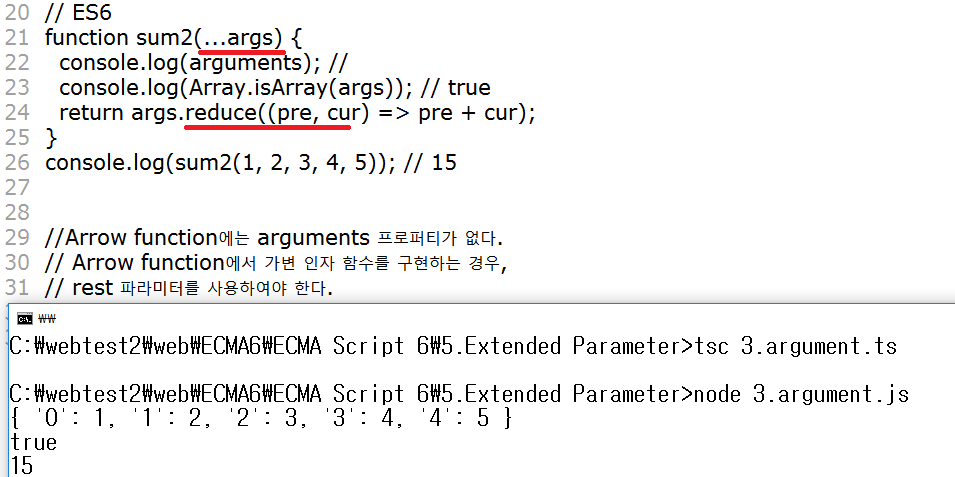 20 // ES6
21 function sum2(...args) {
22 console.log(arguments); //
23 console.log(Array.isArray(args)); // true
24 return args.reduce((pre, cur) => pre + cur);
25 }
26 console.log(sum2(1, 2, 3, 4, 5)); // 15
27
28
29 //Arrow function에는 arguments 프로퍼티가 없다.
30 // Arrow function에서 가변 인자 함수를 구현하는 경우,
31 // rest 파라미터를 사용하여야 한다.
₩₩
C:₩webtest2₩web₩ECMA6₩ECMA Script 6₩5.Extended Parameter>tsc 3.argument.ts
C:₩webtest2₩web₩ECMA6₩ECMA Script 6₩5.Extended Parameter>node 3.argument.js
{ '0': 1, '1': 2, '2': 3, '3': 4, '4': 5 }
true
15